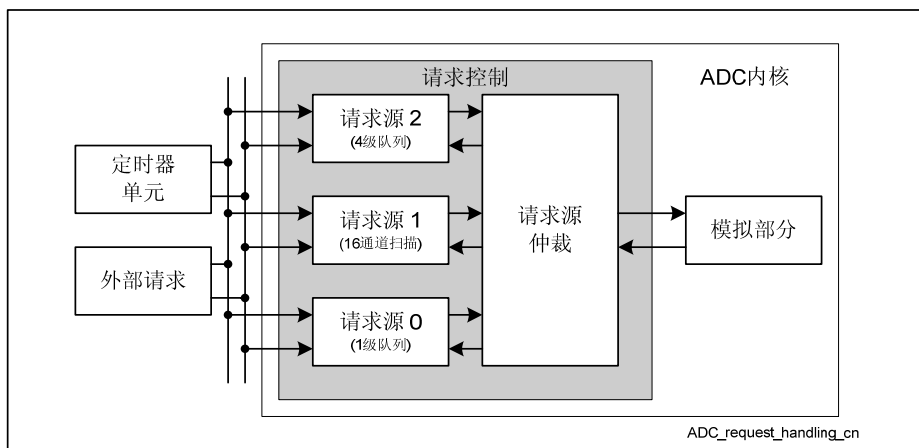 请求控制
ADC内核
请求源 2
(4级队列)
定时器
单元
请求源 1
(16通道扫描)
请求源
仲裁
模拟部分
外部请求
请求源 0
(1级队列)
ADC_request_handling_cn